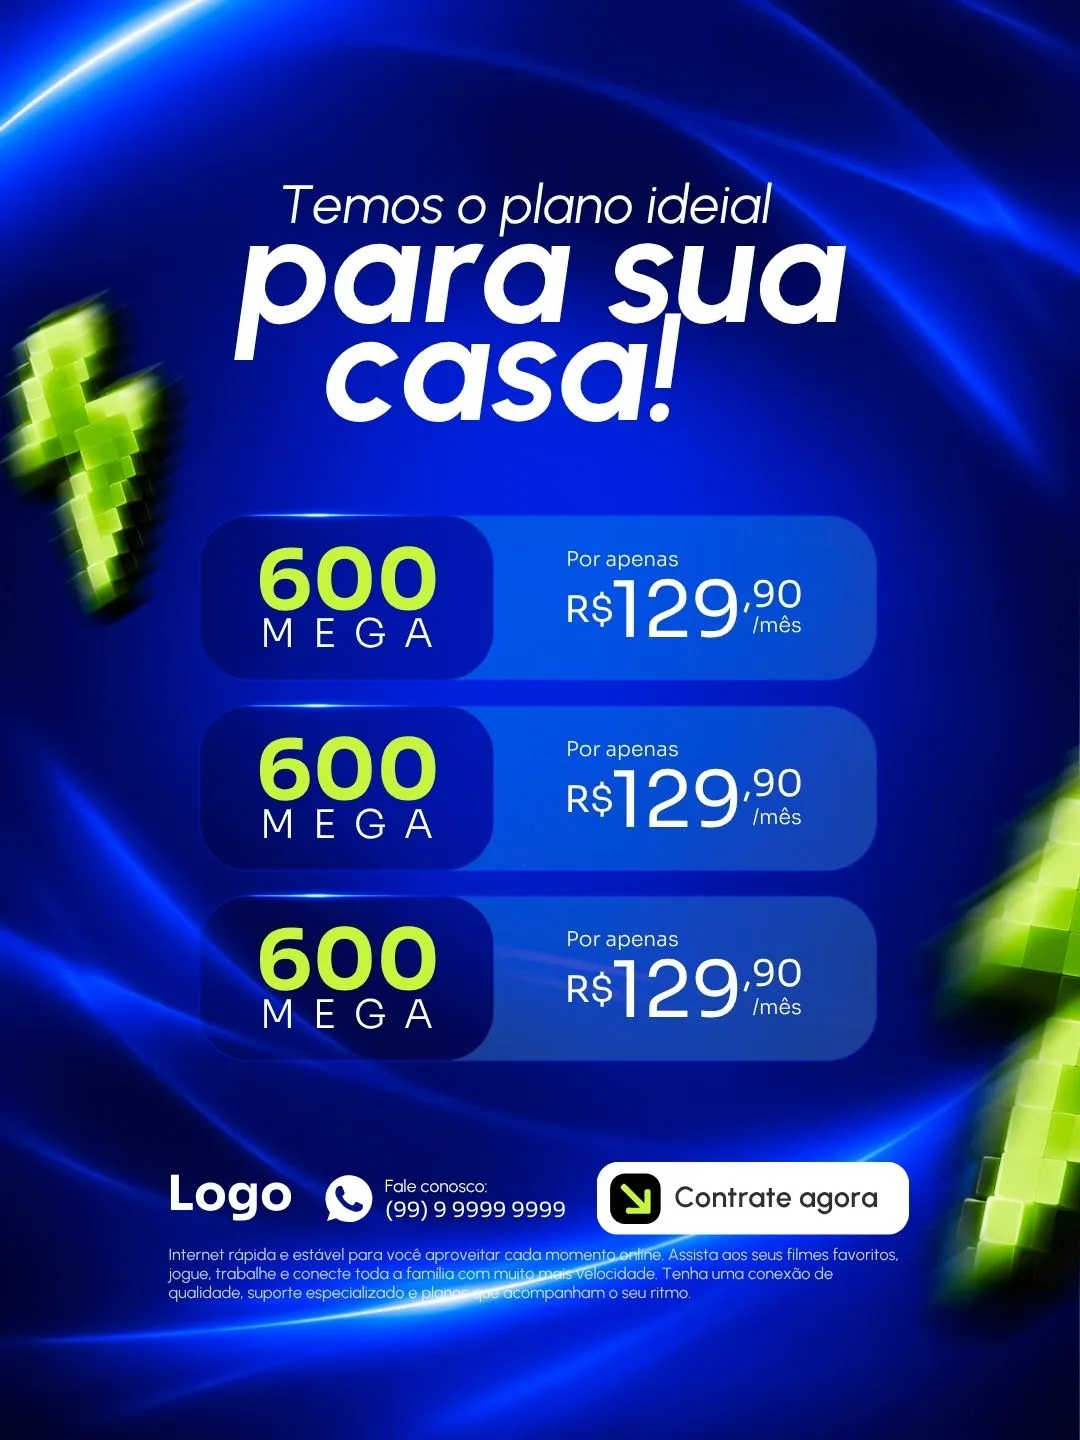 Temos o plano ideial
para sua
casa!
600
MEGA
Por apenas
R$129,90
/mês
600
MEGA
Por apenas
R$129,90
/mês
600
MEGA
Por apenas
R$129,90
/mês
Logo
Fale conosco:
(99) 9 9999 9999
Contrate agora
Internet rápida e estável para você aproveitar cada momento online. Assista aos seus filmes favoritos,
jogue, trabalhe e conecte toda a família com muito mais velocidade. Tenha uma conexão de
qualidade, suporte especializado e planos que acompanham o seu ritmo.